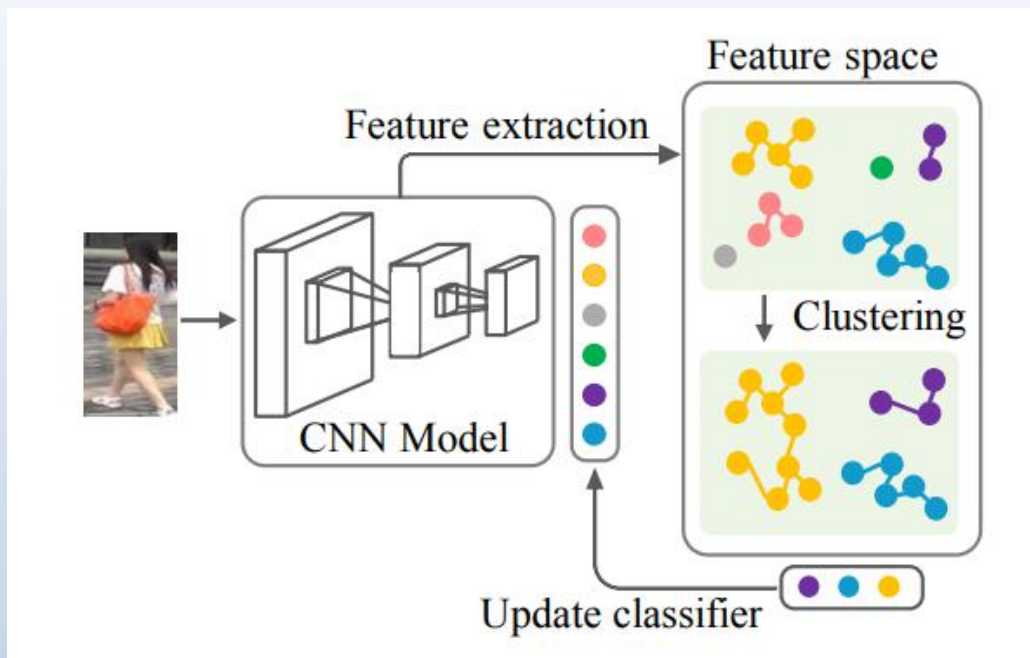 Feature space
Feature extraction
Clustering
CNN Model
Update classifier